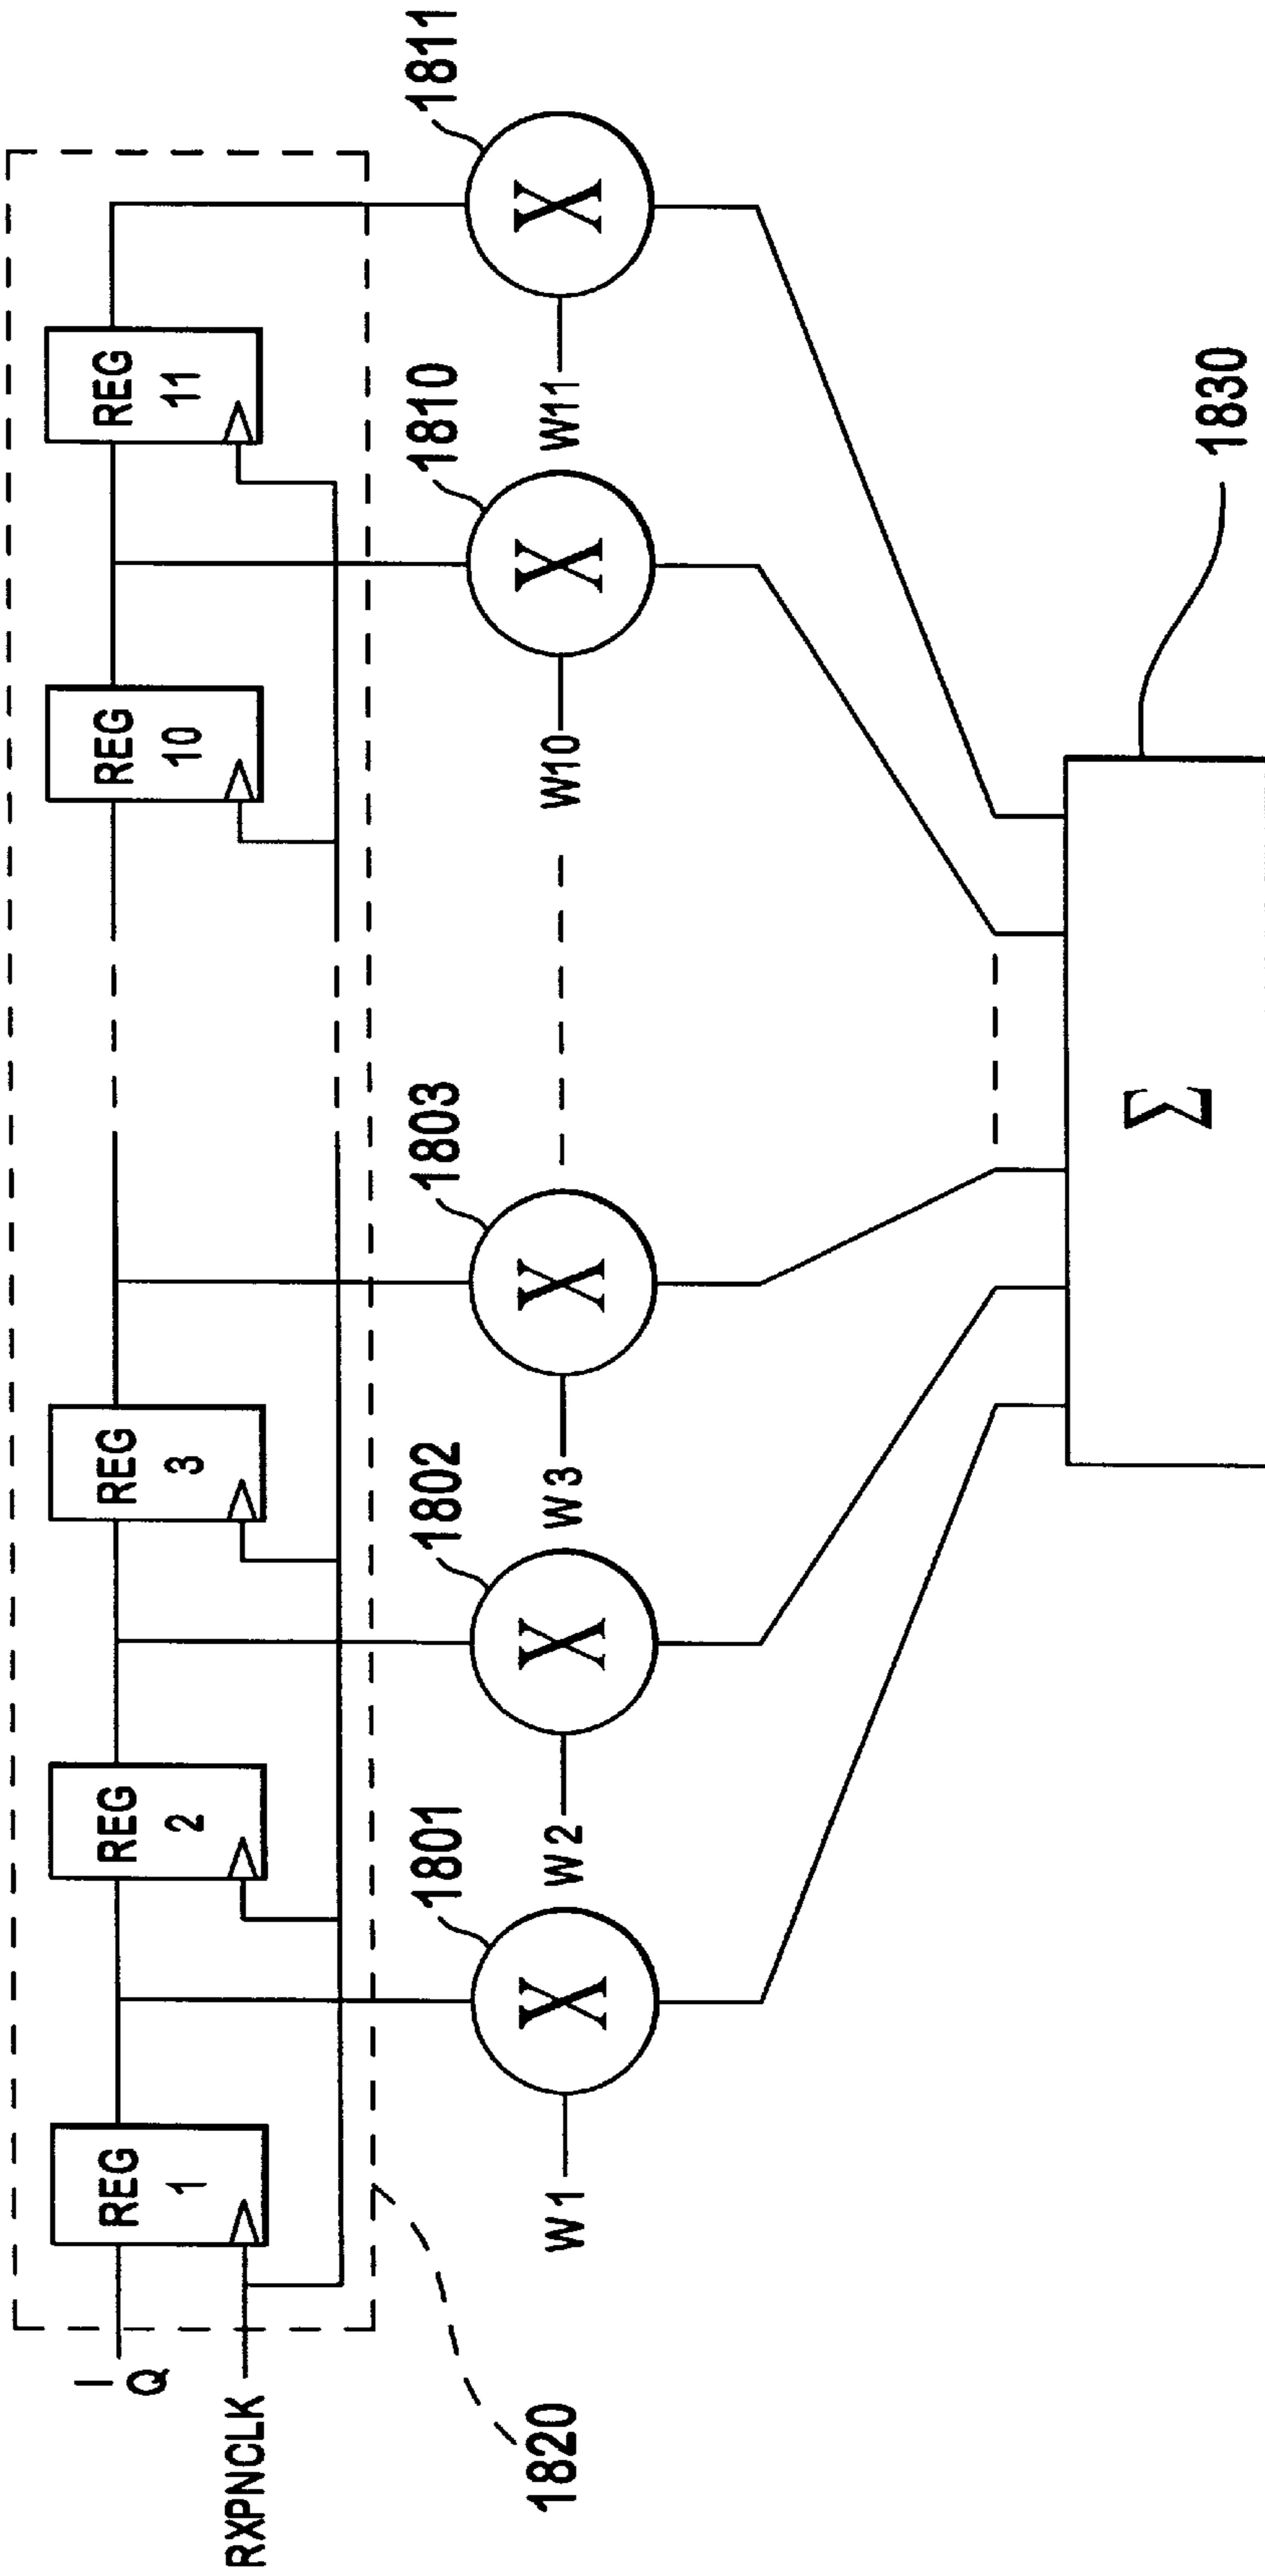 I
Q
RXPNCLK
REG
1
REG
2
REG
3
REG
10
REG
11
1820
1801
1802
1803
1810
1811
X
X
X
X
X
W1
W2
W3
W10
W11
Σ
1830